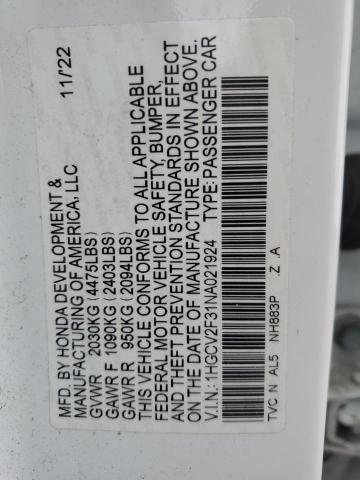 MFD. BY HONDA DEVELOPMENT & 11/'22
MANUFACTURING OF AMERICA, LLC
GVWR 2030KG (4475LBS)
GAWR F 1090KG (2403LBS)
GAWR R 950KG (2094LBS)
THIS VEHICLE CONFORMS TO ALL APPLICABLE
FEDERAL MOTOR VEHICLE SAFETY, BUMPER,
AND THEFT PREVENTION STANDARDS IN EFFECT
ON THE DATE OF MANUFACTURE SHOWN ABOVE.
V.I.N.: 1HGCV2F31NA021924 TYPE: PASSENGER CAR
TVC N AL5 NH883P .Z .A